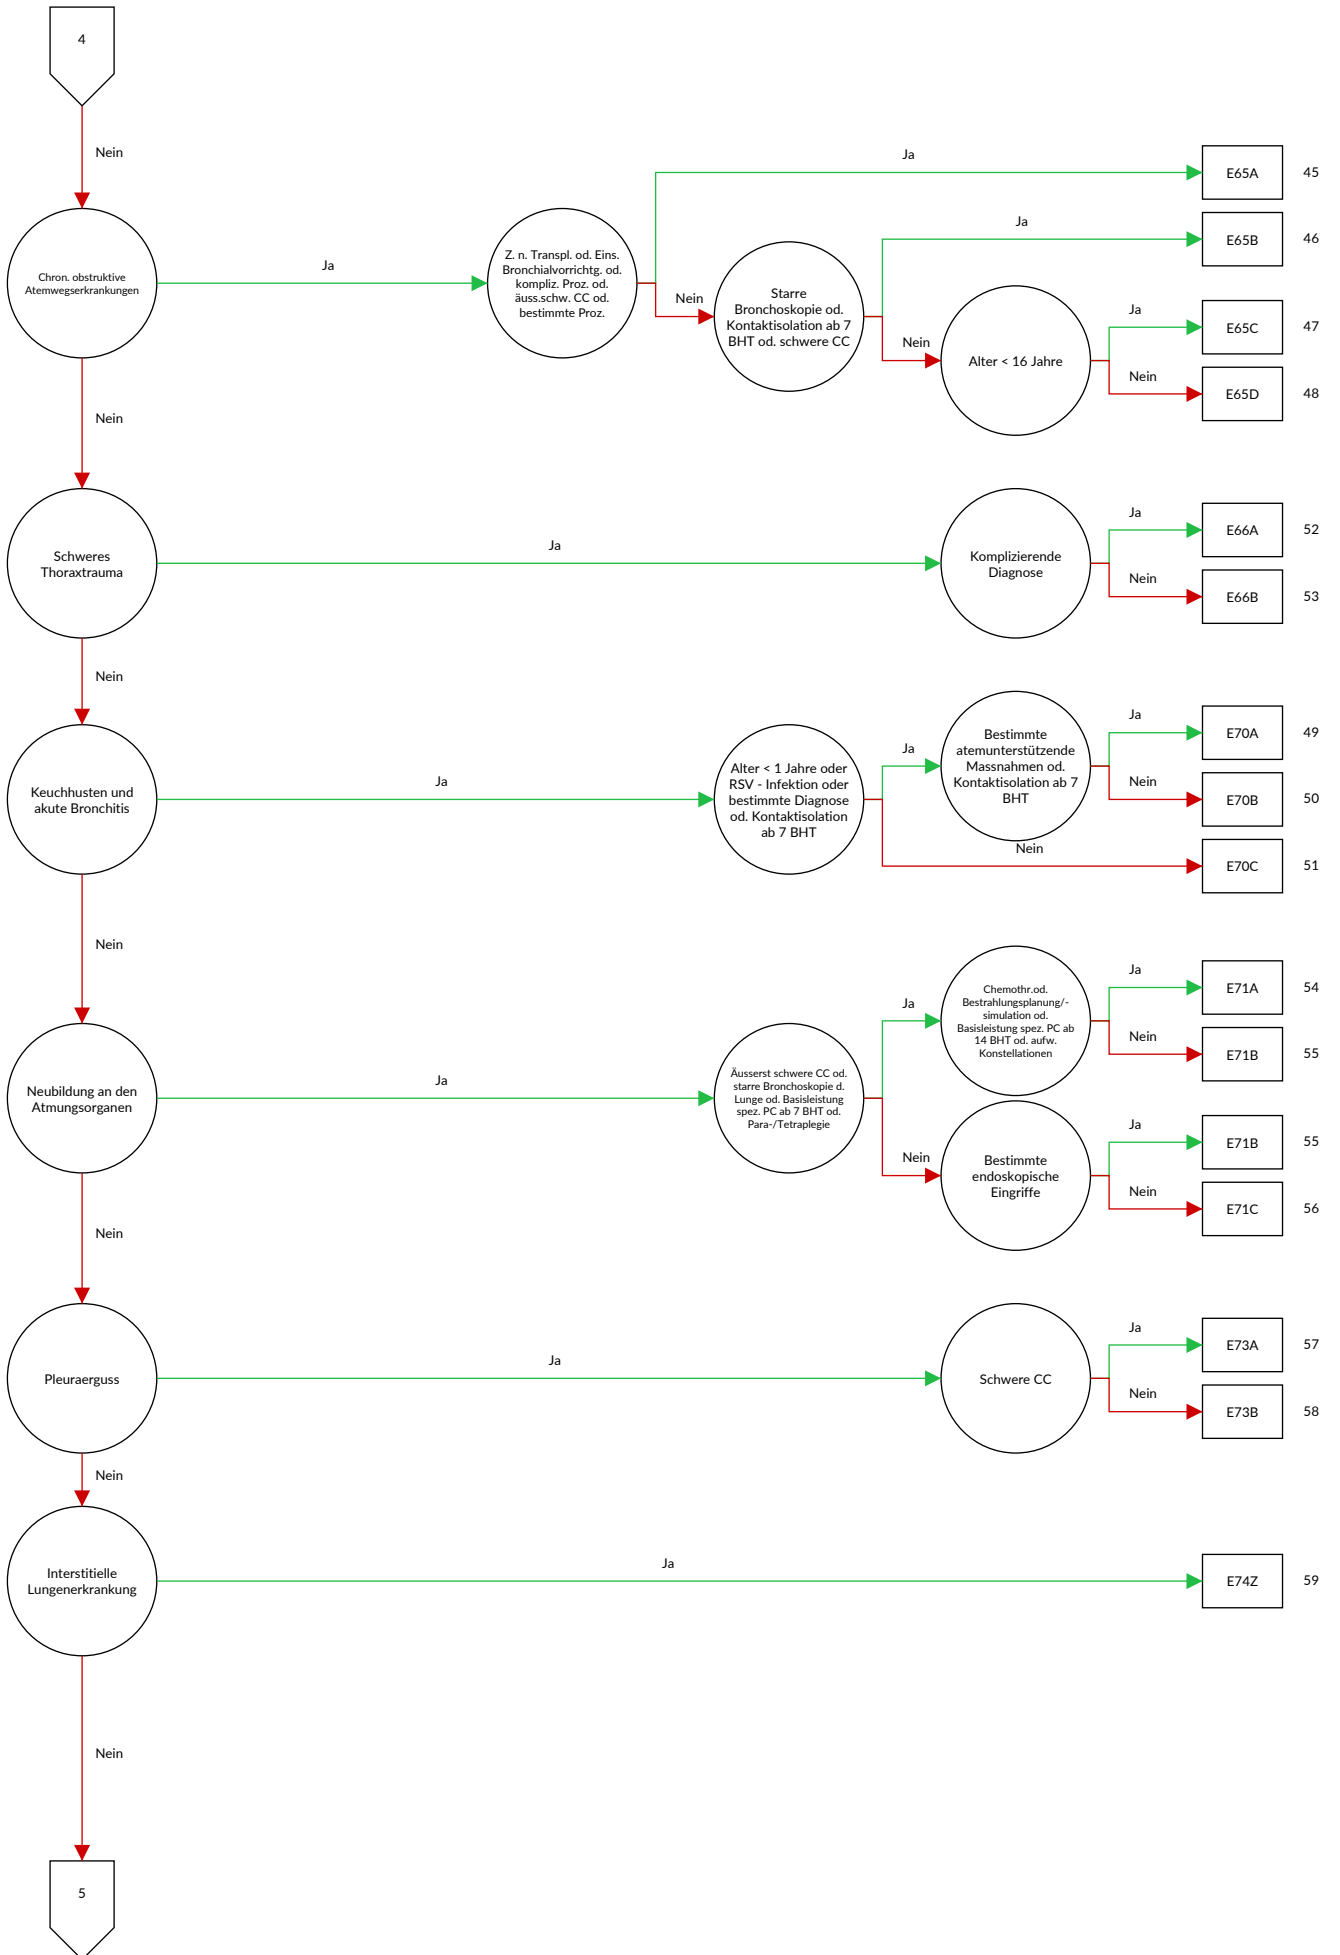 4
Nein
Ja
E65A
45
Ja
E65B
46
Chron. obstruktive
Atemwegserkrankungen
Ja
Z. n. Transpl. od. Eins.
Bronchialvorrichtg. od.
kompliz. Proz. od.
äuss.schw. CC od.
bestimmte Proz.
Nein
Starre
Bronchoskopie od.
Kontaktisolation ab 7
BHT od. schwere CC
Nein
Alter < 16 Jahre
Ja
E65C
47
Nein
E65D
48
Nein
Schweres
Thoraxtrauma
Ja
Komplizierende
Diagnose
Ja
E66A
52
Nein
E66B
53
Nein
Keuchhusten und
akute Bronchitis
Ja
Alter < 1 Jahre oder
RSV - Infektion oder
bestimmte Diagnose
od. Kontaktisolation
ab 7 BHT
Ja
Bestimmte
atemunterstützende
Massnahmen od.
Kontaktisolation ab 7
BHT
Ja
E70A
49
Nein
E70B
50
Nein
E70C
51
Nein
Neubildung an den
Atmungsorganen
Ja
Äusserst schwere CC od.
starre Bronchoskopie d.
Lunge od. Basisleistung
spez. PC ab 7 BHT od.
Para-/Tetraplegie
Ja
Chemothr.od.
Bestrahlungsplanung/-
simulation od.
Basisleistung spez. PC ab
14 BHT od. aufw.
Konstellationen
Ja
E71A
54
Nein
E71B
55
Nein
Bestimmte
endoskopische
Eingriffe
Ja
E71B
55
Nein
E71C
56
Nein
Pleuraerguss
Ja
Schwere CC
Ja
E73A
57
Nein
E73B
58
Nein
Interstitielle
Lungenerkrankung
Ja
E74Z
59
Nein
5